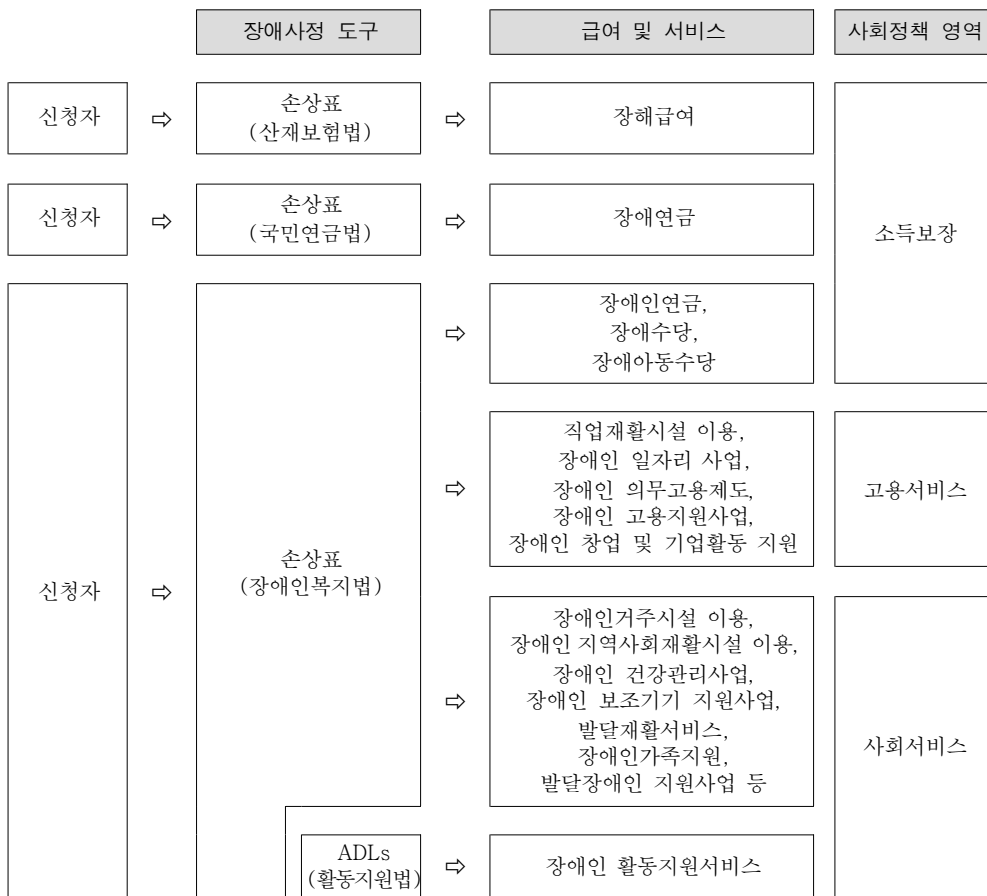 장애사정 도구
급여 및 서비스
사회정책 영역
신청자
손상표
(산재보험법)
장해급여
신청자
손상표
(국민연금법)
장애연금
소득보장
장애인연금,
장애수당,
장애아동수당
신청자
손상표
(장애인복지법)
직업재활시설 이용,
장애인 일자리 사업,
장애인 의무고용제도,
장애인 고용지원사업,
장애인 창업 및 기업활동 지원
고용서비스
장애인거주시설 이용,
장애인 지역사회재활시설 이용,
장애인 건강관리사업,
장애인 보조기기 지원사업,
발달재활서비스,
장애인가족지원,
발달장애인 지원사업 등
사회서비스
ADLs
(활동지원법)
장애인 활동지원서비스